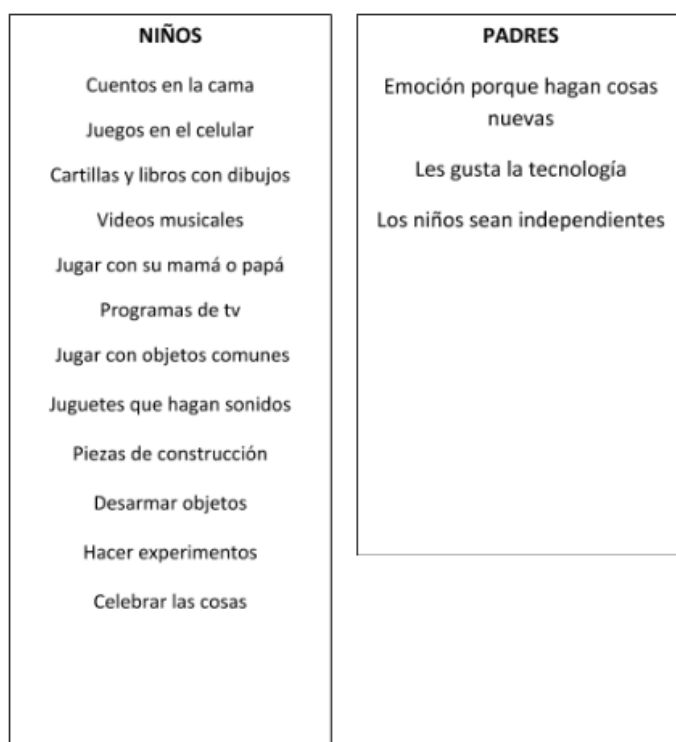 NIÑOS
Cuentos en la cama
Juegos en el celular
Cartillas y libros con dibujos
Videos musicales
Jugar con su mamá o papá
Programas de tv
Jugar con objetos comunes
Juguetes que hagan sonidos
Piezas de construcción
Desarmar objetos
Hacer experimentos
Celebrar las cosas
PADRES
Emoción porque hagan cosas
nuevas
Les gusta la tecnología
Los niños sean independientes